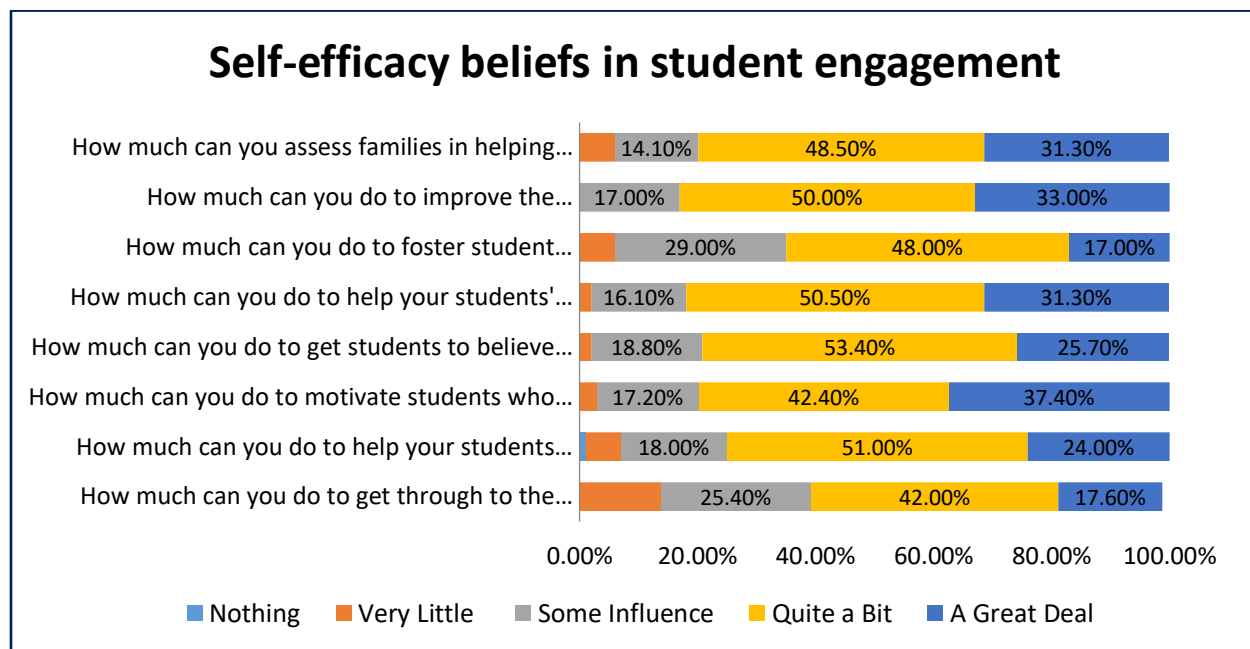 Self-efficacy beliefs in student engagement
How much can you assess families in helping... 14.10% 48.50% 31.30%
How much can you do to improve the... 17.00% 50.00% 33.00%
How much can you do to foster student... 29.00% 48.00% 17.00%
How much can you do to help your students'... 16.10% 50.50% 31.30%
How much can you do to get students to believe... 18.80% 53.40% 25.70%
How much can you do to motivate students who... 17.20% 42.40% 37.40%
How much can you do to help your students... 18.00% 51.00% 24.00%
How much can you do to get through to the... 25.40% 42.00% 17.60%
0.00% 20.00% 40.00% 60.00% 80.00% 100.00%
Nothing Very Little Some Influence Quite a Bit A Great Deal